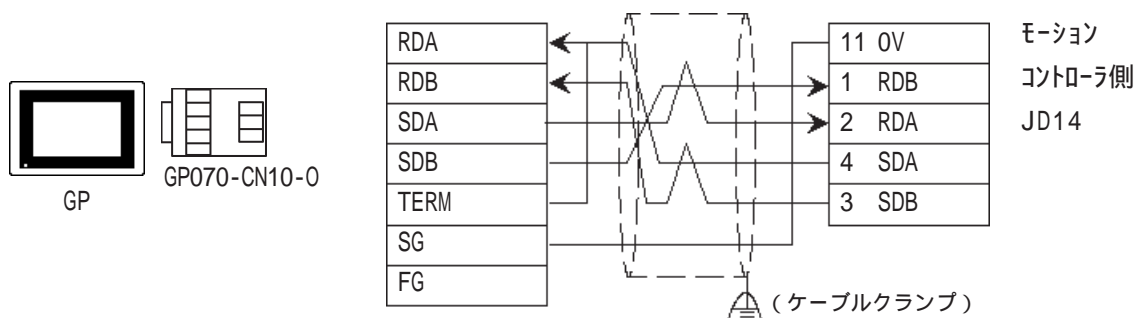 GP
GP070-CN10-O
RDA
RDB
SDA
SDB
TERM
SG
FG
11 0V
1 RDB
2 RDA
4 SDA
3 SDB
モーション
コントローラ側
JD14
(ケーブルクランプ)